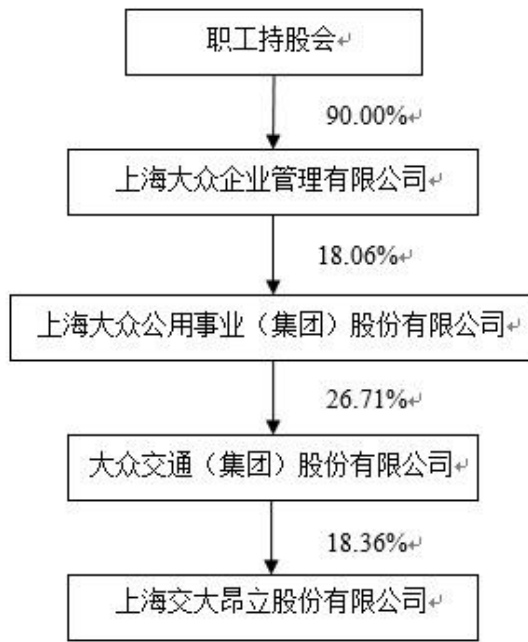 职工持股会↵
90.00%↵
上海大众企业管理有限公司↵
18.06%↵
上海大众公用事业（集团）股份有限公司↵
26.71%↵
大众交通（集团）股份有限公司↵
18.36%↵
上海交大昂立股份有限公司↵